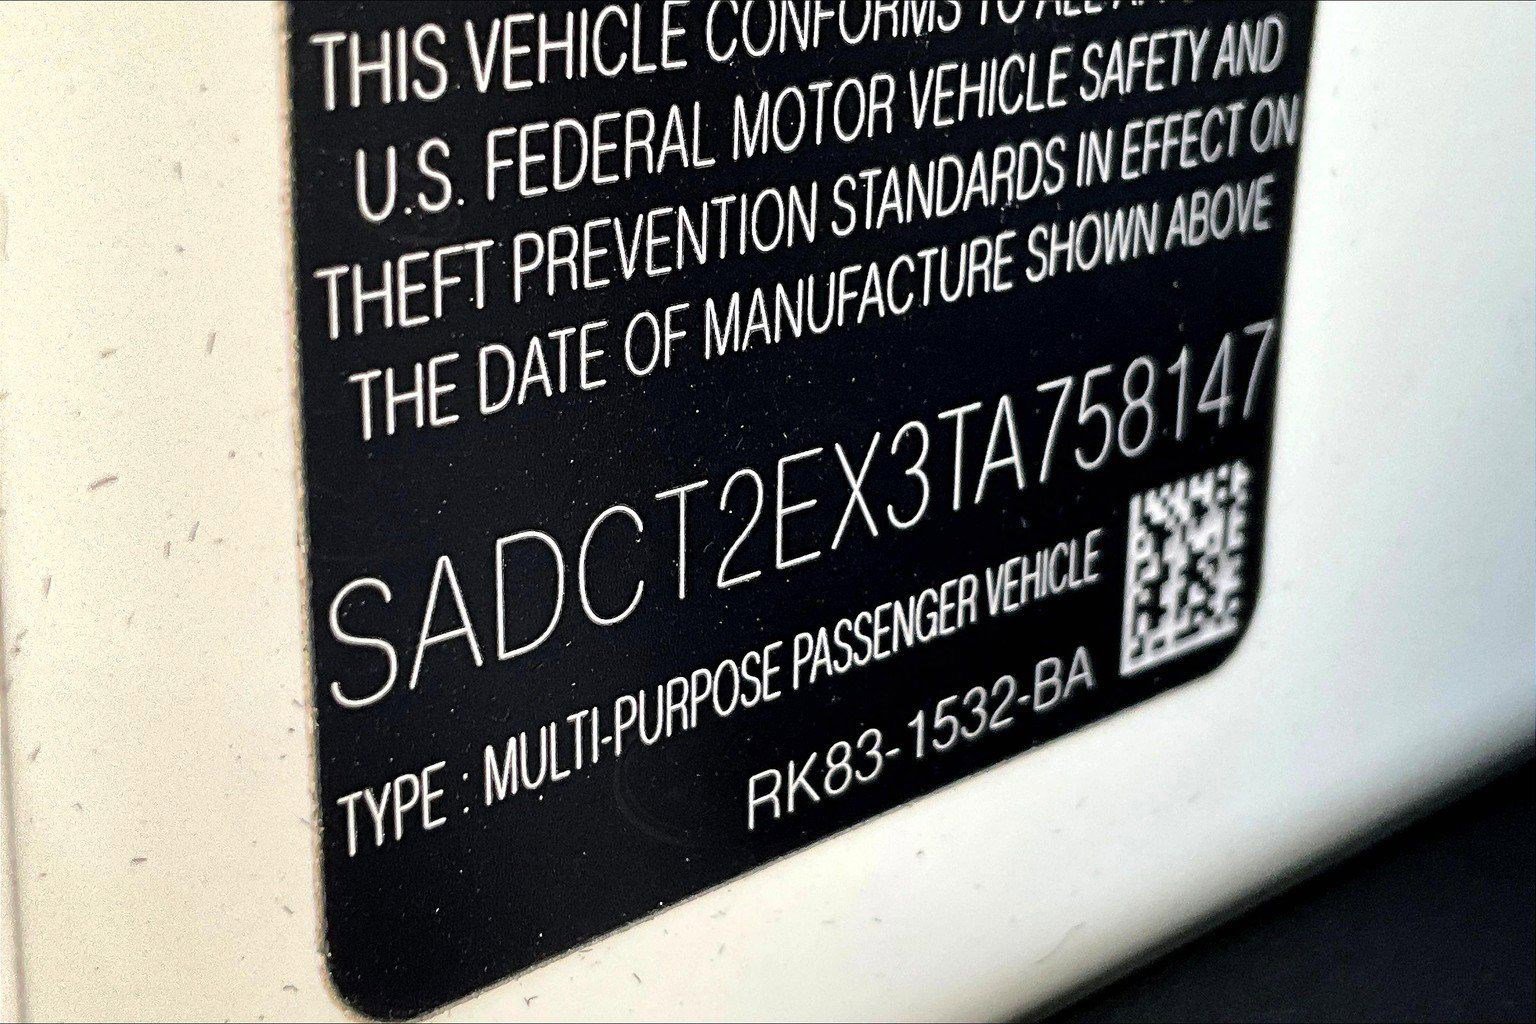 THIS VEHICLE CONFORMS TO ALL
U.S. FEDERAL MOTOR VEHICLE SAFETY AND
THEFT PREVENTION STANDARDS IN EFFECT ON
THE DATE OF MANUFACTURE SHOWN ABOVE
SADCT2EX3TA758147
TYPE : MULTI-PURPOSE PASSENGER VEHICLE
RK83-1532-BA